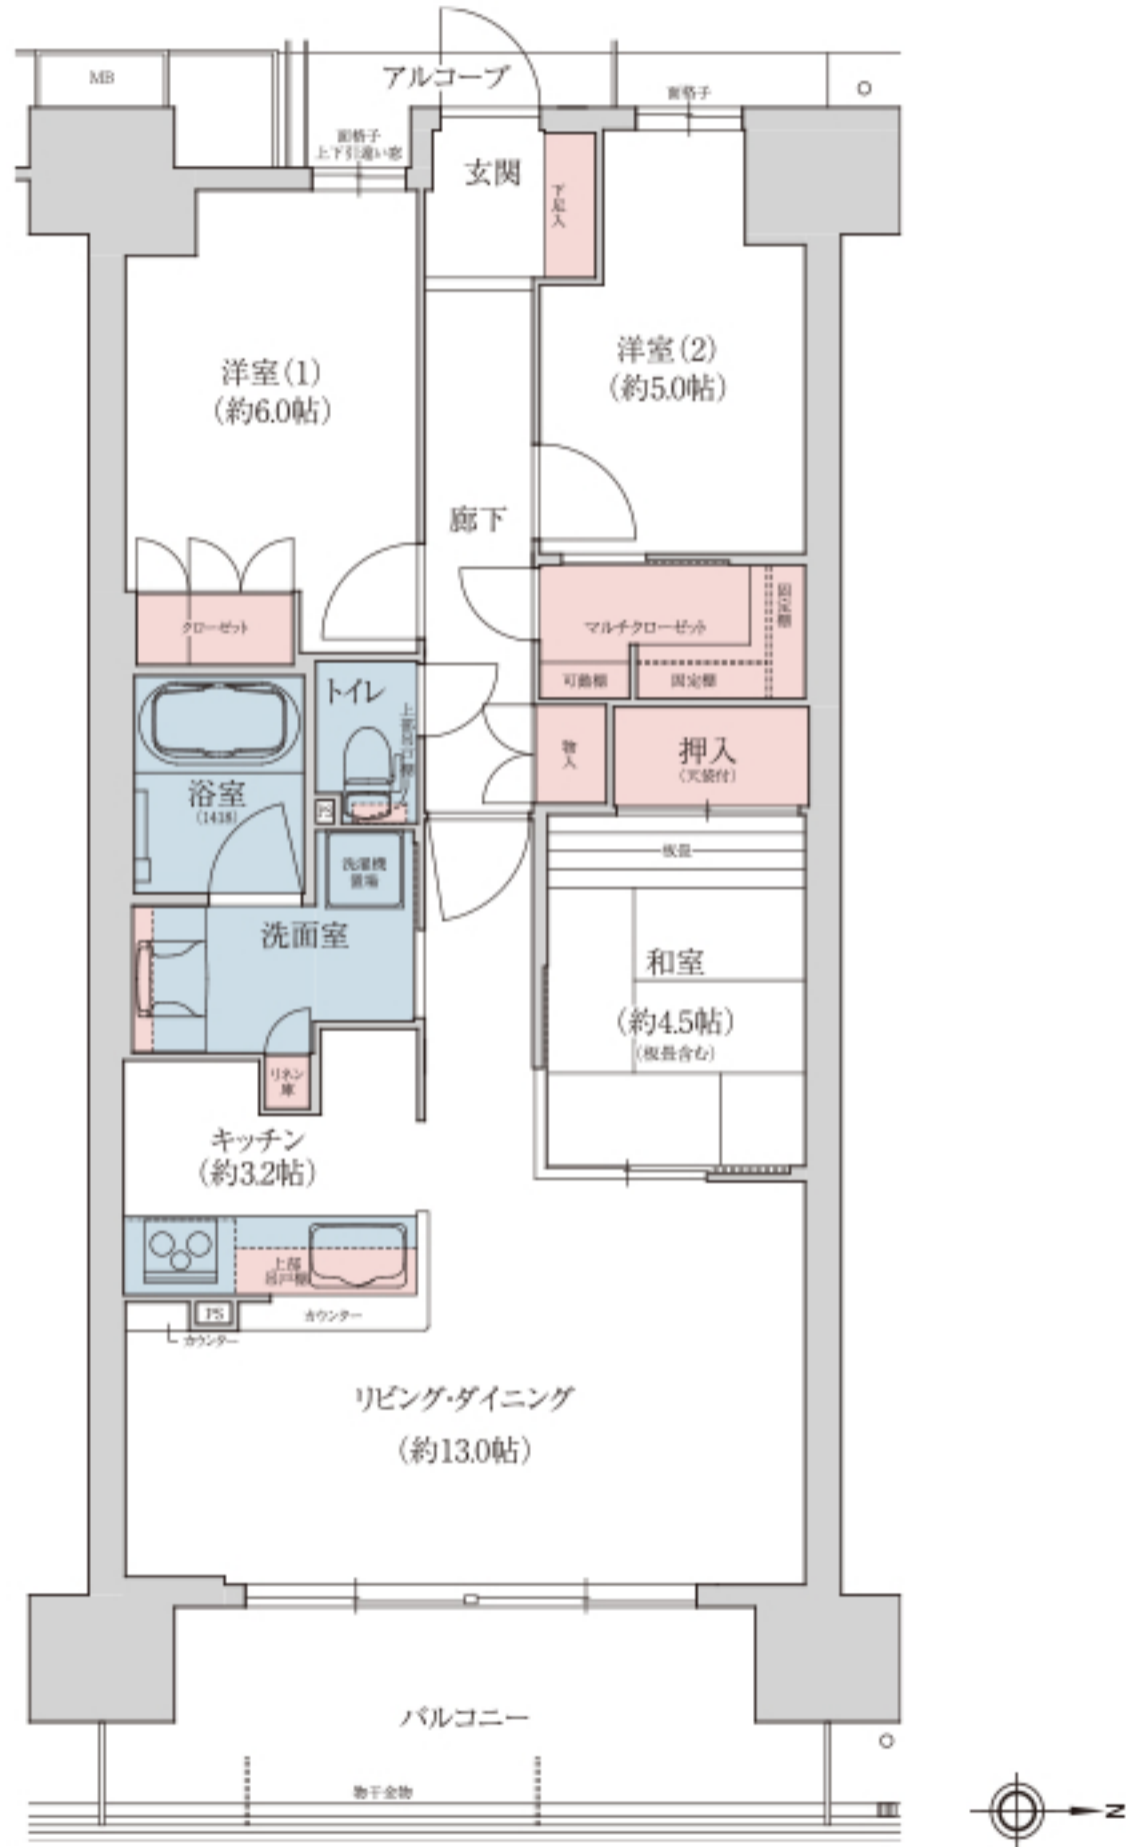 アルコーブ
MB
面格子
面格子
上下引違い窓
玄関
下足入
洋室(1)
(約6.0帖)
洋室(2)
(約5.0帖)
廊下
クローゼット
マルチクローゼット
固定棚
可動棚
固定棚
トイレ
上部吊戸棚
物入
押入
(天袋付)
浴室
(1418)
PS
洗濯機
置場
板畳
洗面室
和室
(約4.5帖)
(板畳含む)
リネン
庫
キッチン
(約3.2帖)
上部
吊戸棚
PS
カウンター
カウンター
リビング・ダイニング
(約13.0帖)
バルコニー
物干金物
N